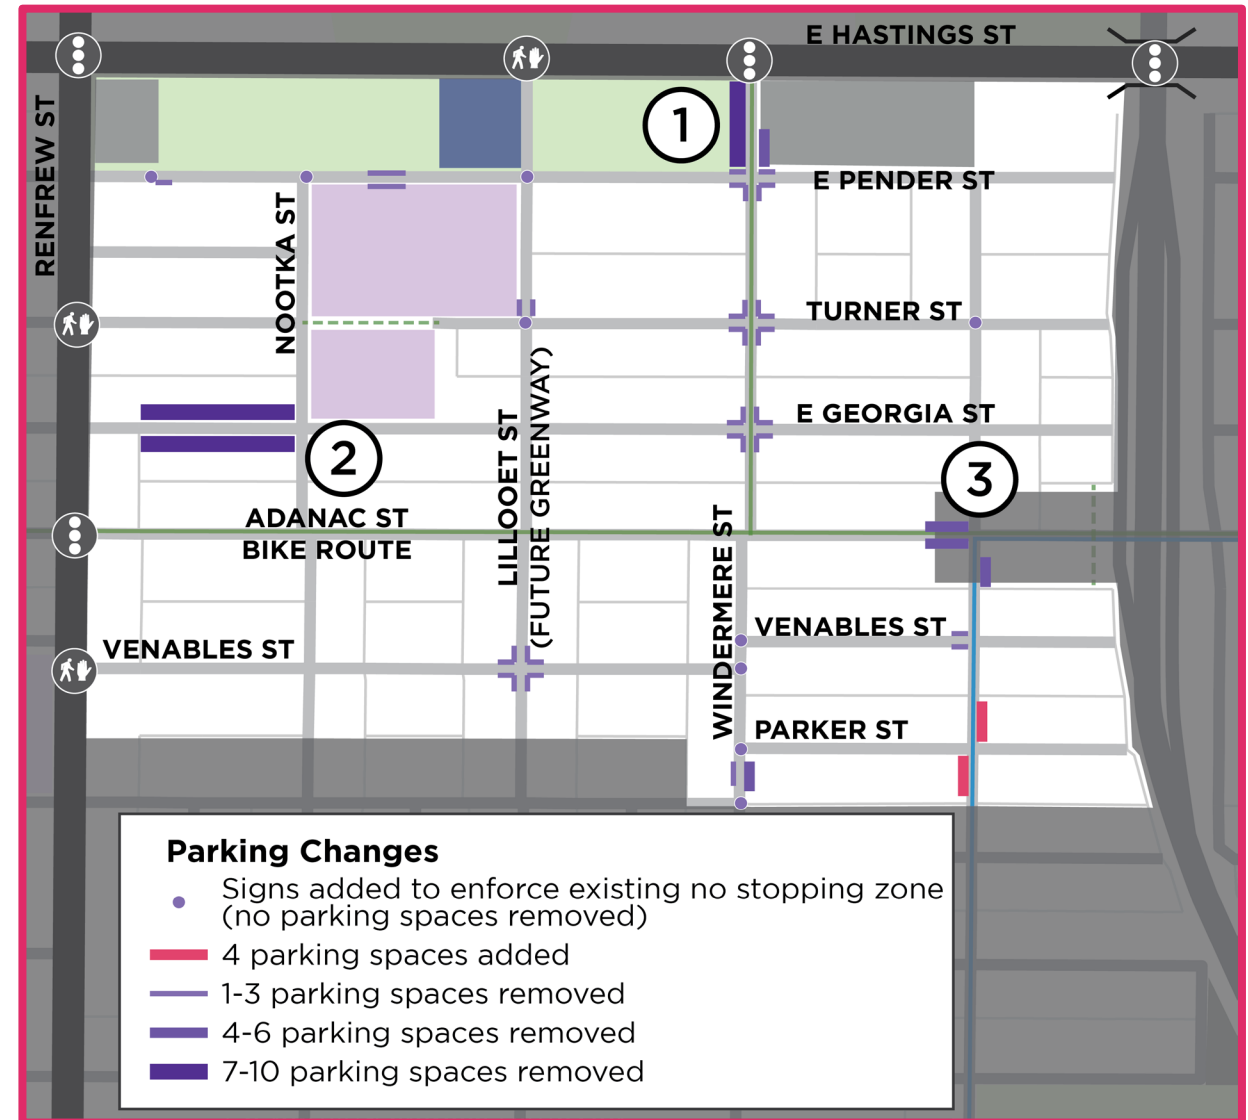 E HASTINGS ST
RENFREW ST
1
E PENDER ST
NOOTKA ST
TURNER ST
E GEORGIA ST
2
LILLOOET ST
(FUTURE GREENWAY)
3
ADANAC ST
BIKE ROUTE
WINDERMERE ST
VENABLES ST
VENABLES ST
PARKER ST
Parking Changes
Signs added to enforce existing no stopping zone
(no parking spaces removed)
4 parking spaces added
1-3 parking spaces removed
4-6 parking spaces removed
7-10 parking spaces removed